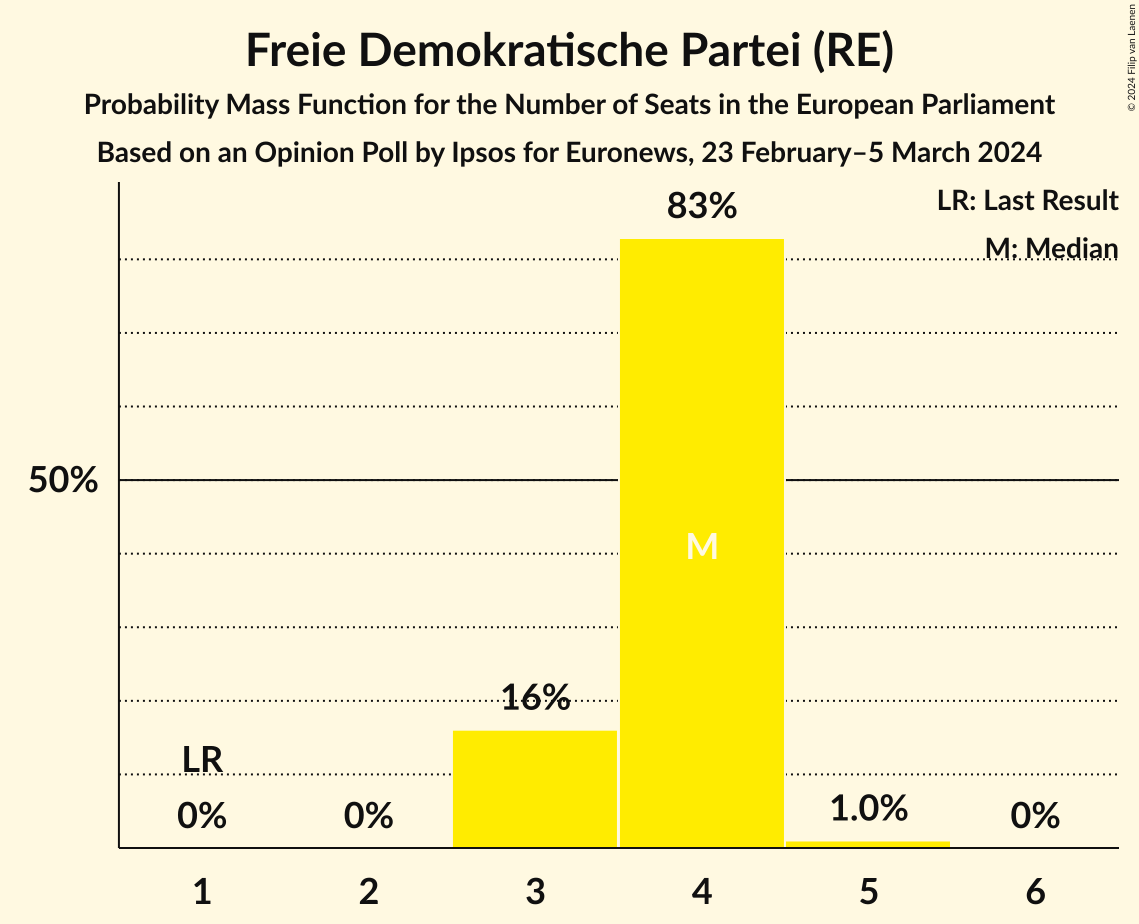 Freie Demokratische Partei (RE)
Probability Mass Function for the Number of Seats in the European Parliament
Based on an Opinion Poll by Ipsos for Euronews, 23 February–5 March 2024
© 2024 Filip van Laenen
LR: Last Result
M: Median
83%
50%
M
16%
LR
0%
0%
1.0%
0%
1
2
3
4
5
6